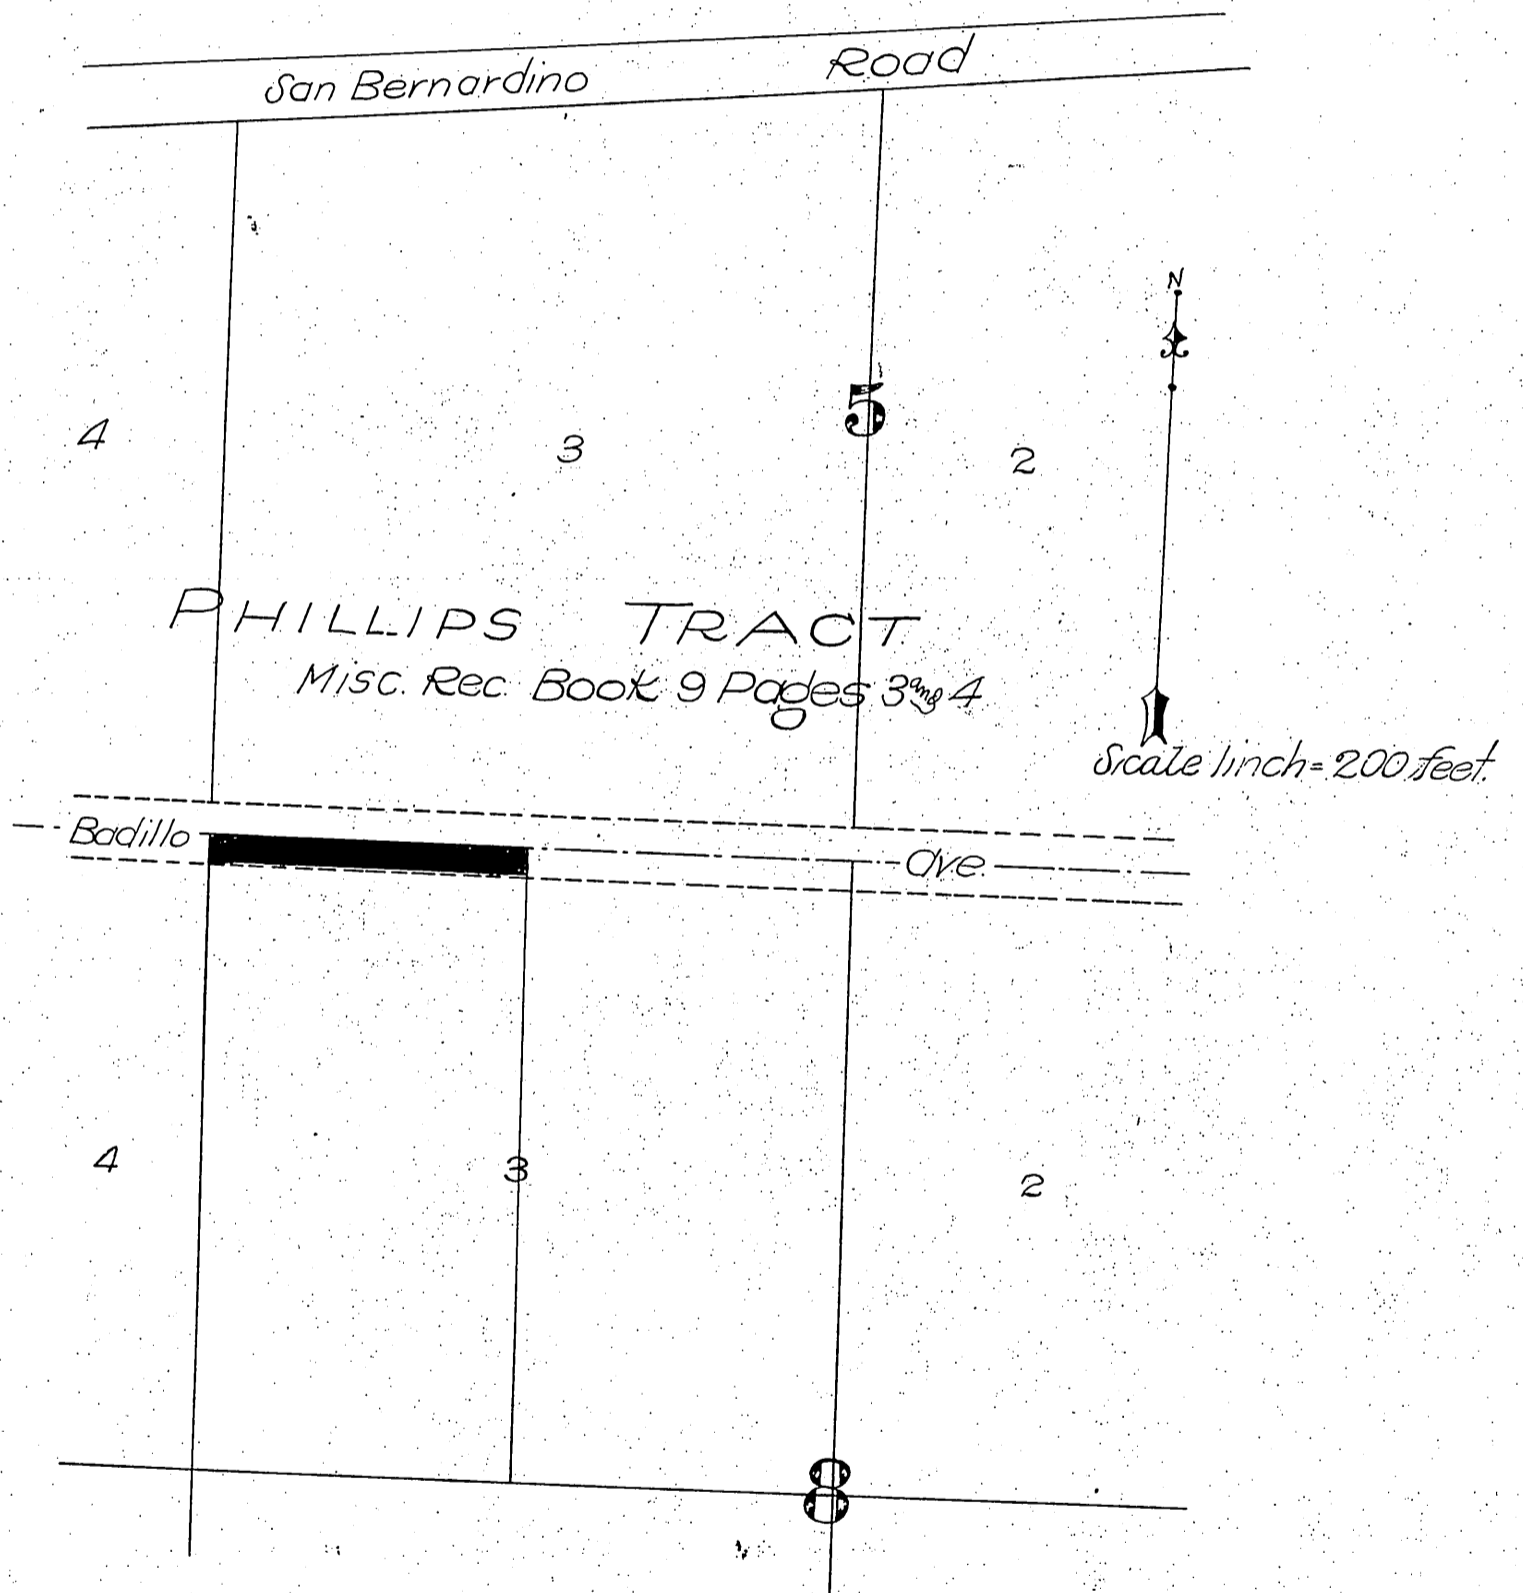 San Bernardino Road
N
5
4 3 2
PHILLIPS TRACT
Misc. Rec. Book 9 Pages 3 and 4
Scale 1 inch = 200 feet.
Badillo Ave.
4 3 2
8